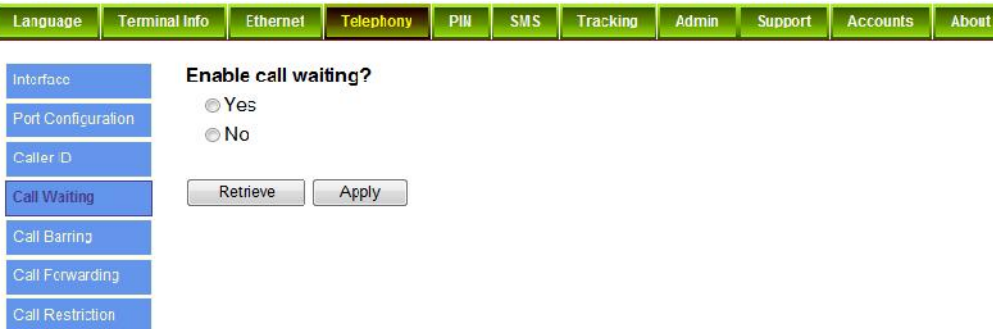 Language Terminal Info Ethernet Telephony PIN SMS Tracking Admin Support Accounts About
Interface
Port Configuration
Caller ID
Call Waiting
Call Barring
Call Forwarding
Call Restriction
Enable call waiting?
Yes
No
Retrieve Apply